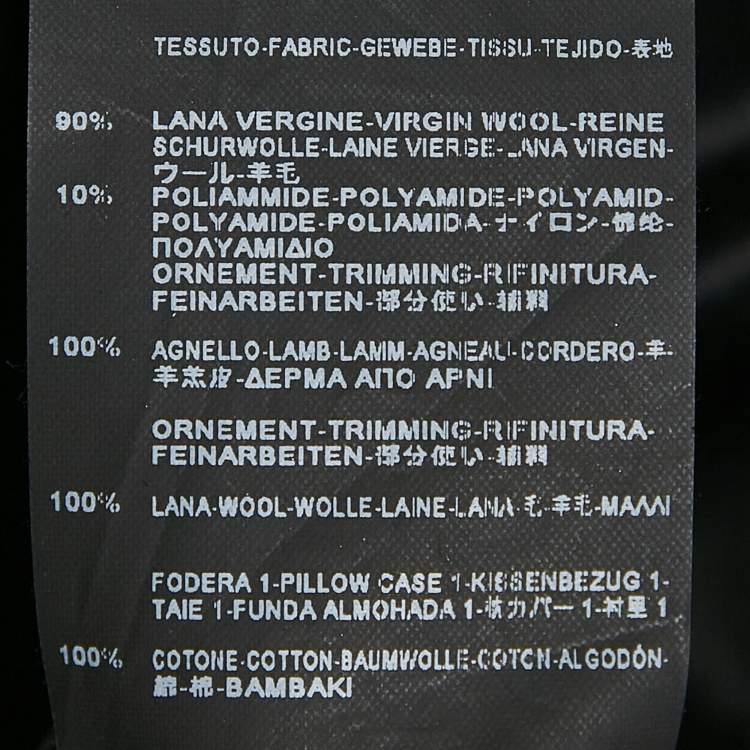 TESSUTO-FABRIC-GEWEBE-TISSU-TEJIDO-表地
90% LANA VERGINE-VIRGIN WOOL-REINE
SCHURWOLLE-LAINE VIERGE-LANA VIRGEN-
ウール-羊毛
10% POLIAMMIDE-POLYAMIDE-POLYAMID-
POLYAMIDE-POLIAMIDA-ナイロン-锦纶-
ΠΟΛΥΑΜΙΔΙΟ
ORNEMENT-TRIMMING-RIFINITURA-
FEINARBEITEN-部分使い-辅料
100% AGNELLO-LAMB-LAMM-AGNEAU-CORDERO-羊-
羊羔皮-ΔΕΡΜΑ ΑΠΟ ΑΡΝΙ
ORNEMENT-TRIMMING-RIFINITURA-
FEINARBEITEN-部分使い-辅料
100% LANA-WOOL-WOLLE-LAINE-LANA-毛-羊毛-ΜΑΛΛΙ
FODERA 1-PILLOW CASE 1-KISSENBEZUG 1-
TAIE 1-FUNDA ALMOHADA 1-枕カバー 1-衬里 1
100% COTONE-COTTON-BAUMWOLLE-COTON-ALGODÓN-
綿-棉-BAMBAKI